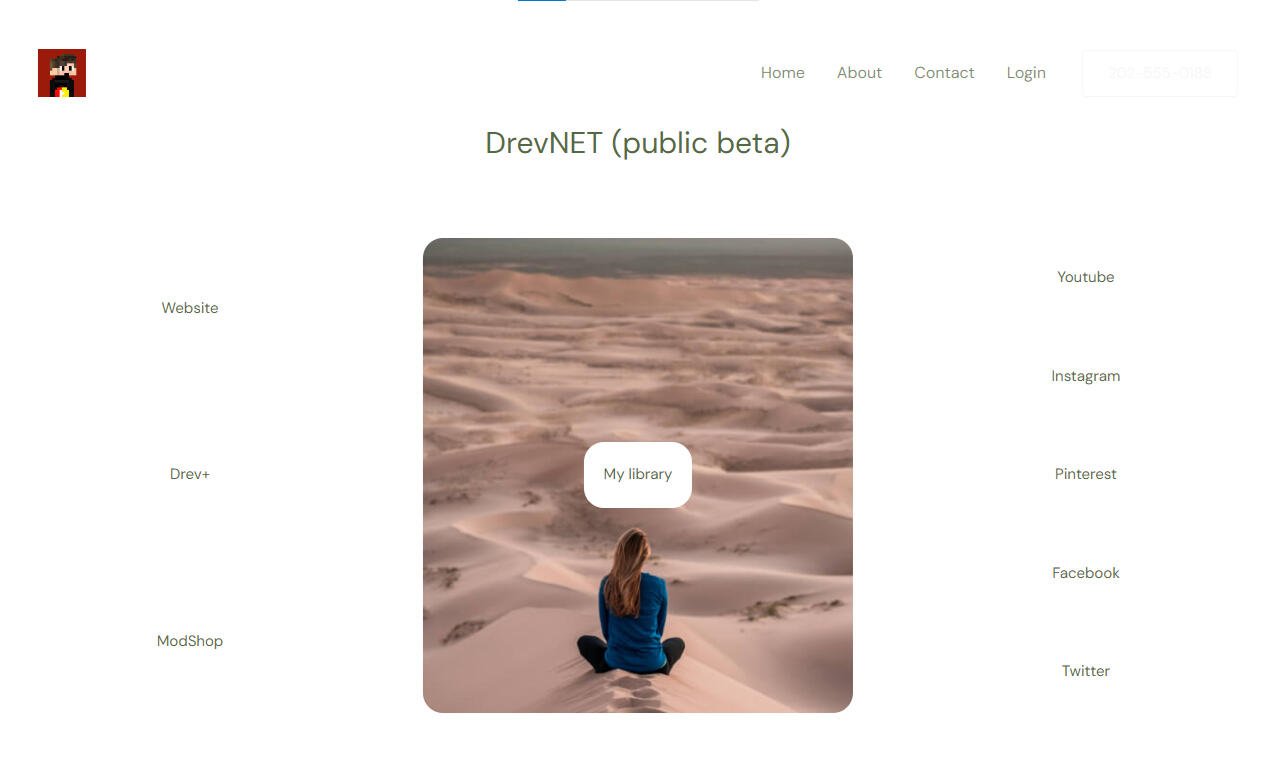 Home About Contact Login 202-555-0188
DrevNET (public beta)
Website
Drev+
ModShop
My library
Youtube
Instagram
Pinterest
Facebook
Twitter